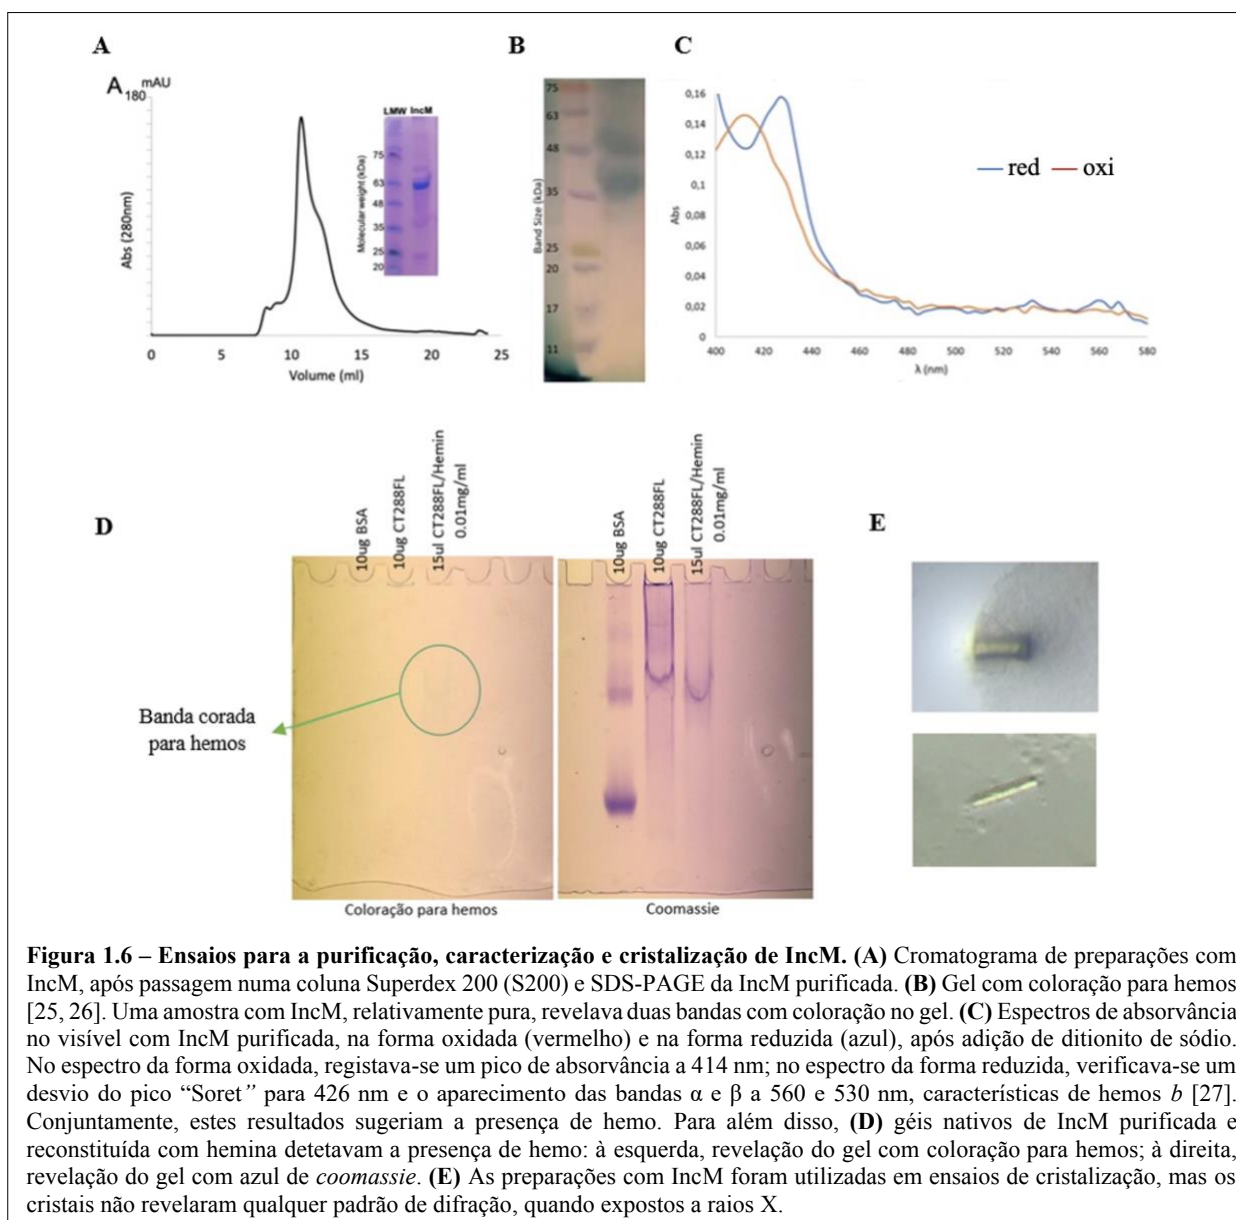 A
B
C
A
mAU
180
LMW IncM
75
63
48
35
25
20
Molecular weight (kDa)
Abs (280nm)
0 5 10 15 20 25
Volume (ml)
75
63
48
35
25
20
17
11
Band Size (kDa)
0,16
0,14
0,12
0,1
0,08
0,06
0,04
0,02
0
Abs
400 420 440 460 480 500 520 540 560 580
λ (nm)
red oxi
D
10ug BSA
10ug CT288FL
15ul CT288FL/Hemin
0.01mg/ml
10ug BSA
10ug CT288FL
15ul CT288FL/Hemin
0.01mg/ml
E
Banda corada
para hemos
Coloração para hemos
Coomassie
Figura 1.6 – Ensaios para a purificação, caracterização e cristalização de IncM. (A) Cromatograma de preparações com
IncM, após passagem numa coluna Superdex 200 (S200) e SDS-PAGE da IncM purificada. (B) Gel com coloração para hemos
[25, 26]. Uma amostra com IncM, relativamente pura, revelava duas bandas com coloração no gel. (C) Espectros de absorvância
no visível com IncM purificada, na forma oxidada (vermelho) e na forma reduzida (azul), após adição de ditionito de sódio.
No espectro da forma oxidada, registava-se um pico de absorvância a 414 nm; no espectro da forma reduzida, verificava-se um
desvio do pico “Soret” para 426 nm e o aparecimento das bandas α e β a 560 e 530 nm, características de hemos b [27].
Conjuntamente, estes resultados sugeriam a presença de hemo. Para além disso, (D) géis nativos de IncM purificada e
reconstituída com hemina detetavam a presença de hemo: à esquerda, revelação do gel com coloração para hemos; à direita,
revelação do gel com azul de coomassie. (E) As preparações com IncM foram utilizadas em ensaios de cristalização, mas os
cristais não revelaram qualquer padrão de difração, quando expostos a raios X.